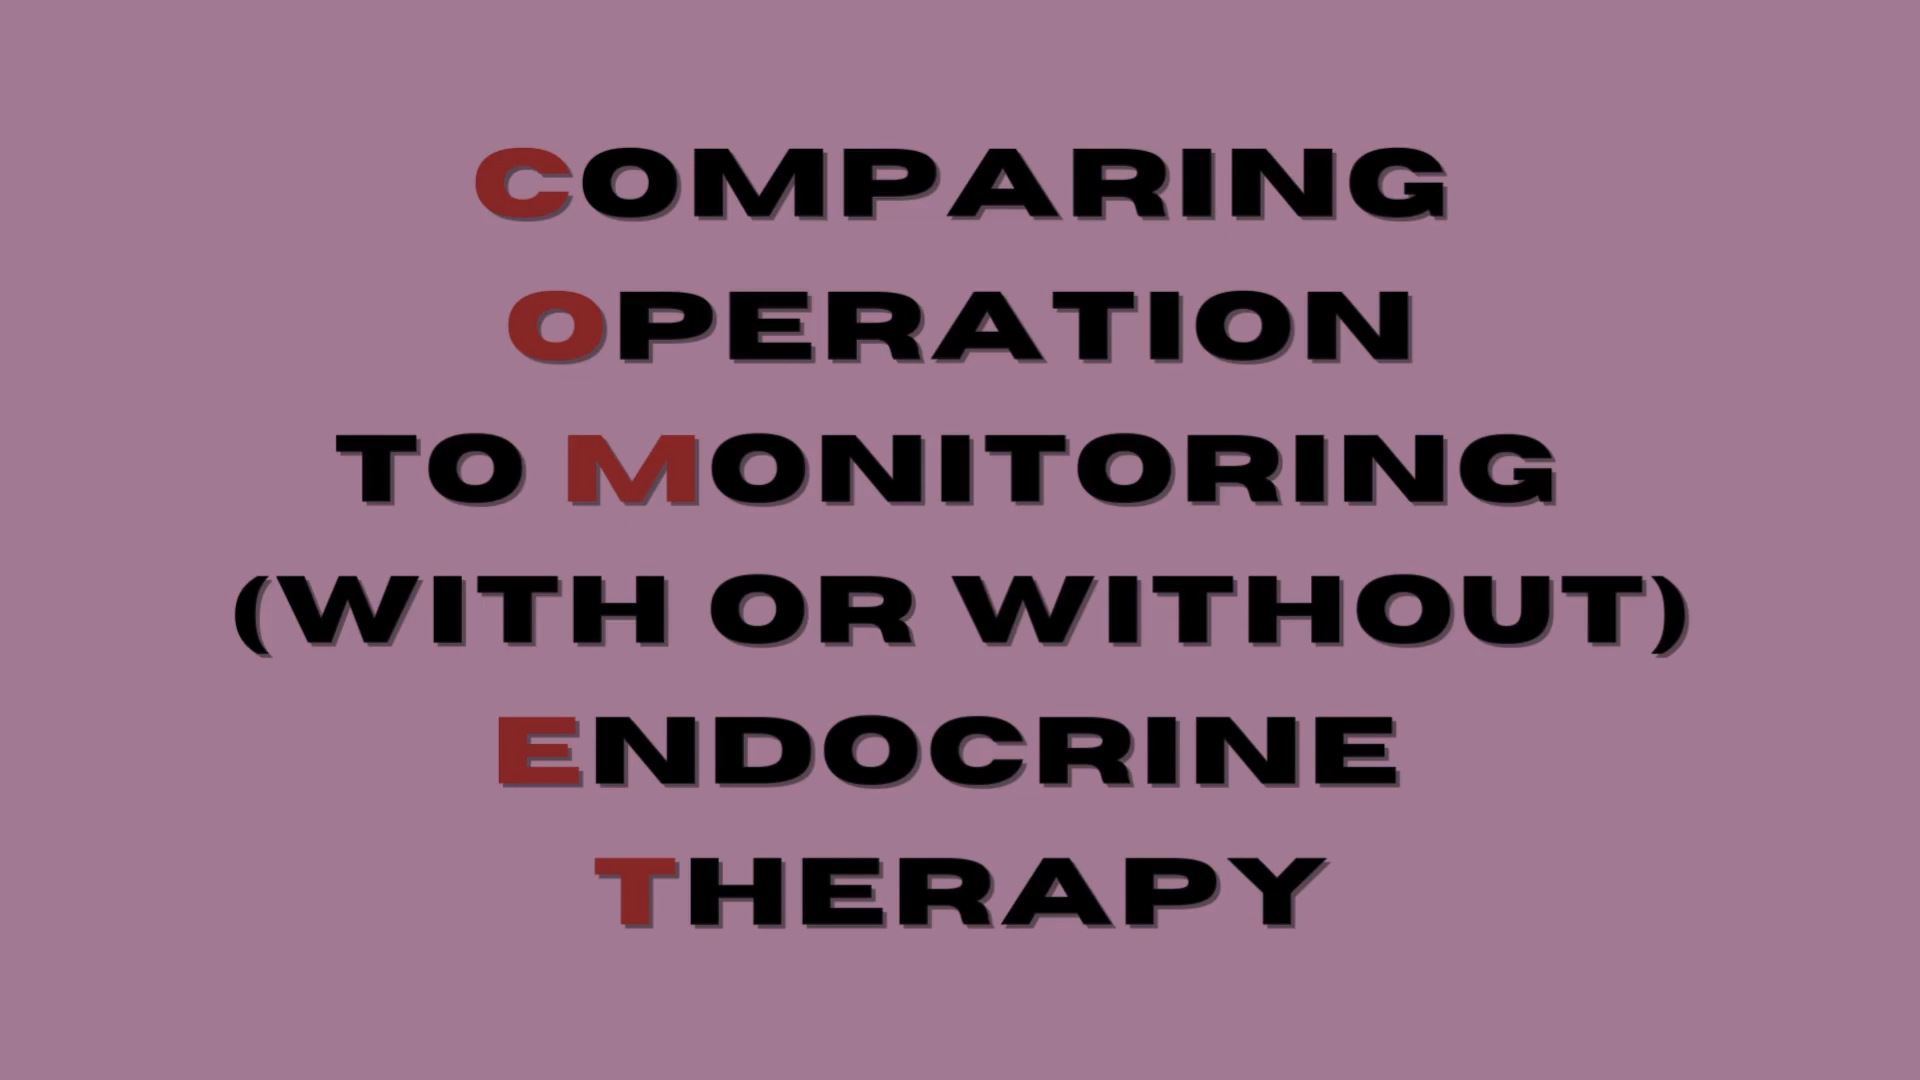 COMPARING
OPERATION
TO MONITORING
(WITH OR WITHOUT)
ENDOCRINE
THERAPY